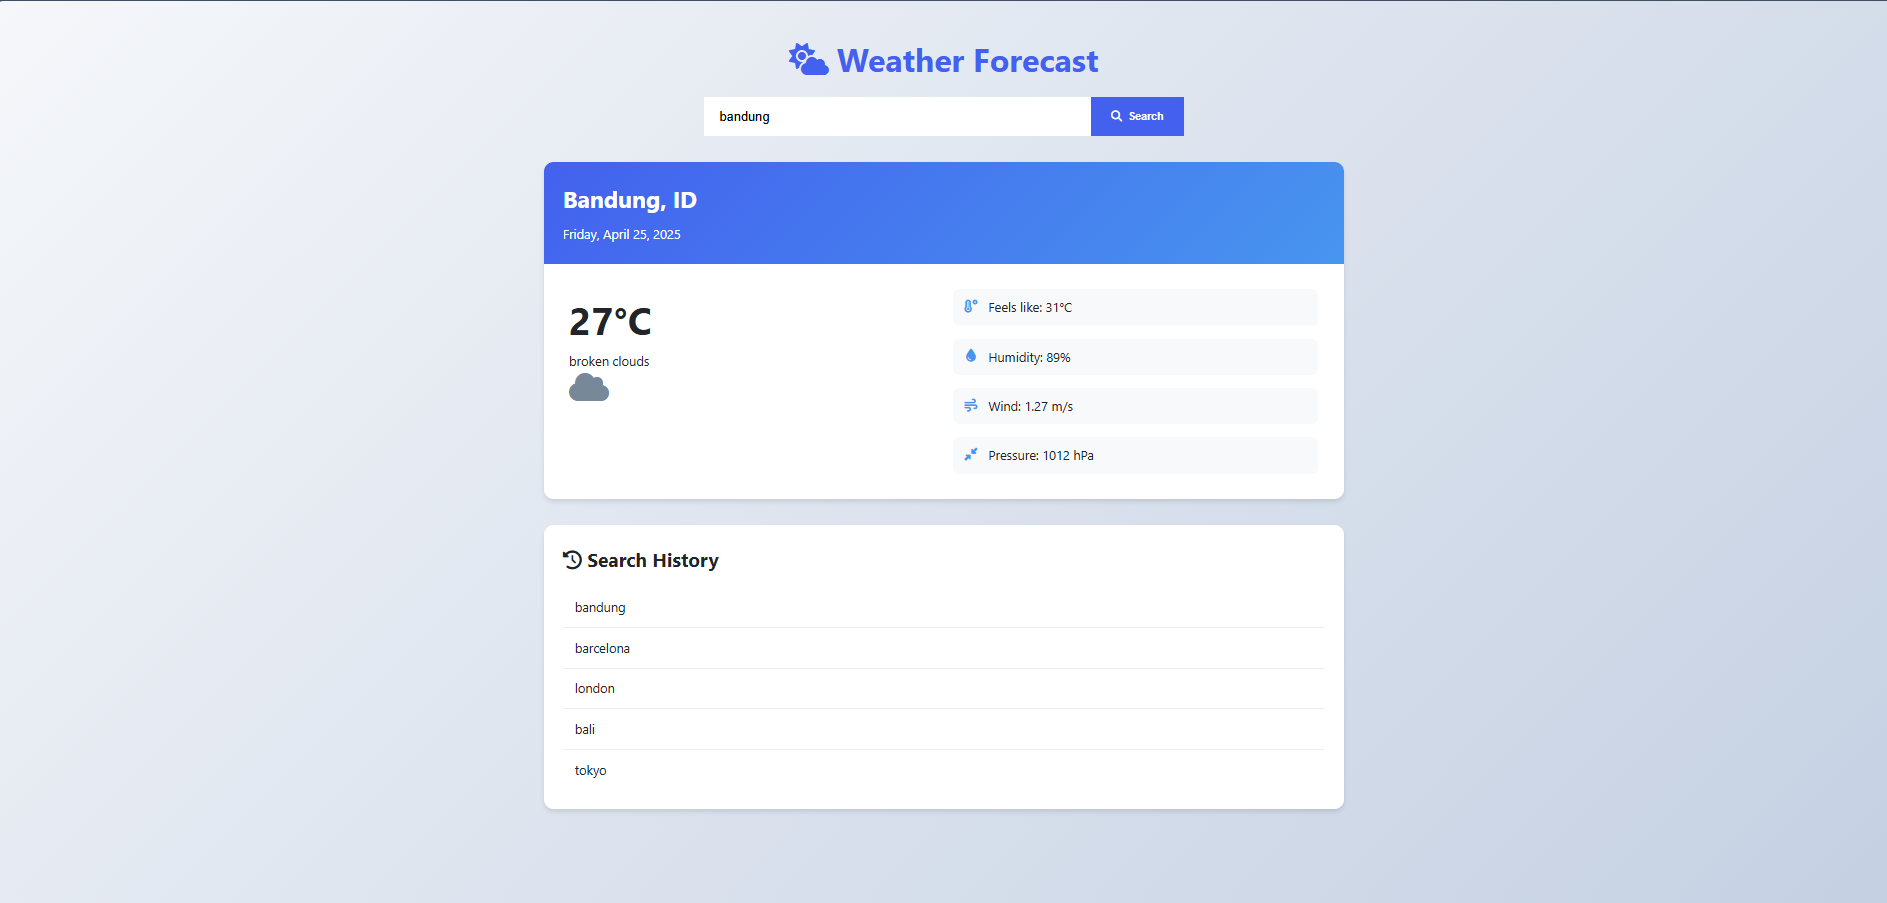 Weather Forecast
bandung
Search
Bandung, ID
Friday, April 25, 2025
27°C
broken clouds
Feels like: 31°C
Humidity: 89%
Wind: 1.27 m/s
Pressure: 1012 hPa
Search History
bandung
barcelona
london
bali
tokyo